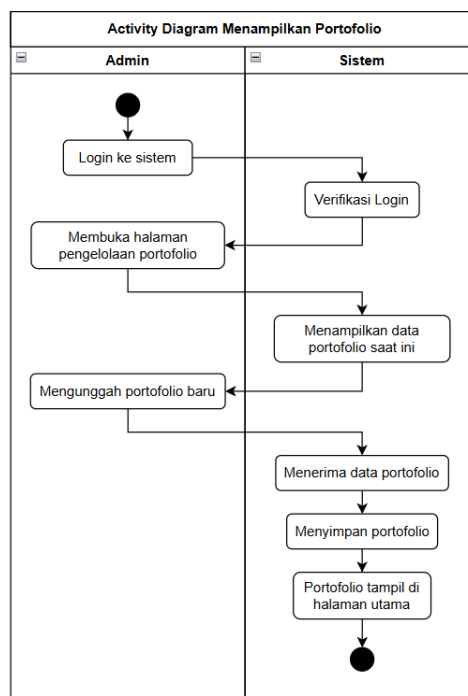 Activity Diagram Menampilkan Portofolio
Admin
Sistem
Login ke sistem
Verifikasi Login
Membuka halaman
pengelolaan portofolio
Menampilkan data
portofolio saat ini
Mengunggah portofolio baru
Menerima data portofolio
Menyimpan portofolio
Portofolio tampil di
halaman utama